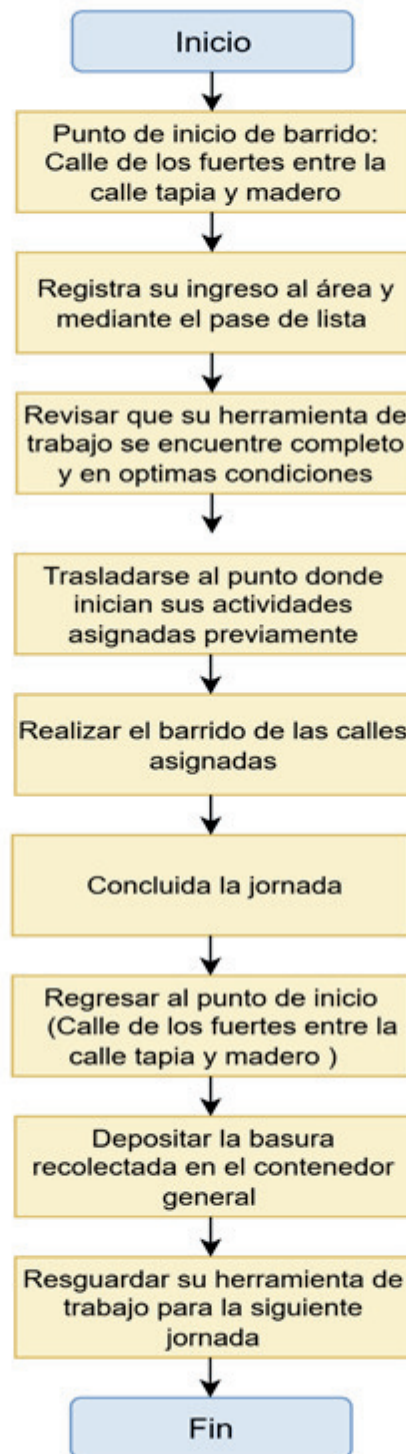 Inicio
Punto de inicio de barrido:
Calle de los fuertes entre la
calle tapia y madero
Registra su ingreso al área y
mediante el pase de lista
Revisar que su herramienta de
trabajo se encuentre completo
y en optimas condiciones
Trasladarse al punto donde
inician sus actividades
asignadas previamente
Realizar el barrido de las calles
asignadas
Concluida la jornada
Regresar al punto de inicio
(Calle de los fuertes entre la
calle tapia y madero )
Depositar la basura
recolectada en el contenedor
general
Resguardar su herramienta de
trabajo para la siguiente
jornada
Fin